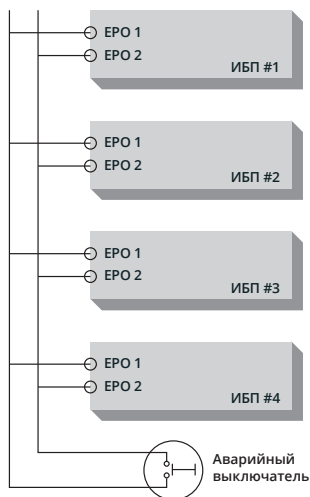 EPO 1
EPO 2
ИБП #1
EPO 1
EPO 2
ИБП #2
EPO 1
EPO 2
ИБП #3
EPO 1
EPO 2
ИБП #4
Аварийный
выключатель